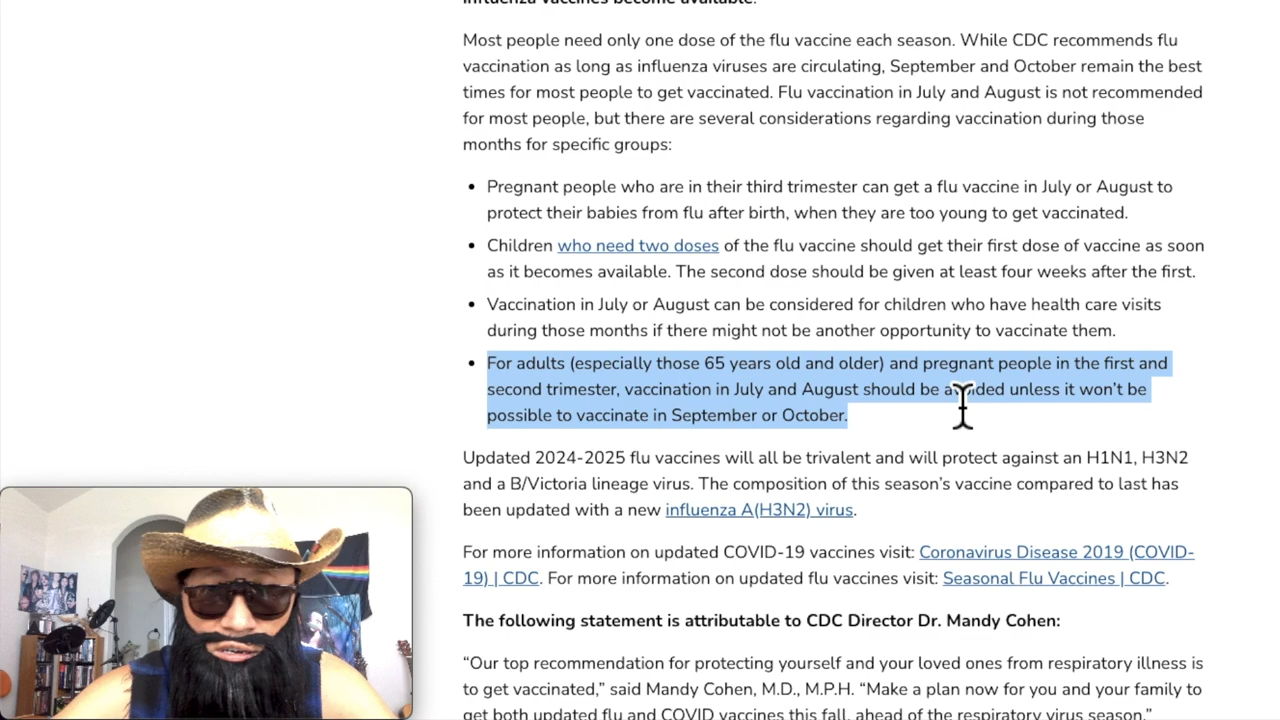 influenza vaccines become available.
Most people need only one dose of the flu vaccine each season. While CDC recommends flu
vaccination as long as influenza viruses are circulating, September and October remain the best
times for most people to get vaccinated. Flu vaccination in July and August is not recommended
for most people, but there are several considerations regarding vaccination during those
months for specific groups:
• Pregnant people who are in their third trimester can get a flu vaccine in July or August to
protect their babies from flu after birth, when they are too young to get vaccinated.
• Children who need two doses of the flu vaccine should get their first dose of vaccine as soon
as it becomes available. The second dose should be given at least four weeks after the first.
• Vaccination in July or August can be considered for children who have health care visits
during those months if there might not be another opportunity to vaccinate them.
• For adults (especially those 65 years old and older) and pregnant people in the first and
second trimester, vaccination in July and August should be avoided unless it won’t be
possible to vaccinate in September or October.
Updated 2024-2025 flu vaccines will all be trivalent and will protect against an H1N1, H3N2
and a B/Victoria lineage virus. The composition of this season’s vaccine compared to last has
been updated with a new influenza A(H3N2) virus.
For more information on updated COVID-19 vaccines visit: Coronavirus Disease 2019 (COVID-
19) | CDC. For more information on updated flu vaccines visit: Seasonal Flu Vaccines | CDC.
The following statement is attributable to CDC Director Dr. Mandy Cohen:
“Our top recommendation for protecting yourself and your loved ones from respiratory illness is
to get vaccinated,” said Mandy Cohen, M.D., M.P.H. “Make a plan now for you and your family to
get both updated flu and COVID vaccines this fall, ahead of the respiratory virus season.”